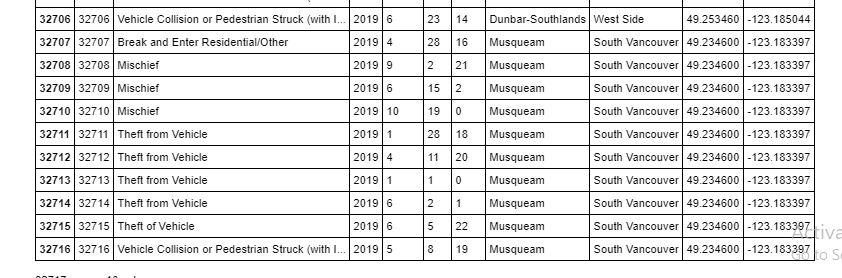 32706 32706 Vehicle Collision or Pedestrian Struck (with I... 2019 6 23 14 Dunbar-Southlands West Side 49.253460 -123.185044
32707 32707 Break and Enter Residential/Other 2019 4 28 16 Musqueam South Vancouver 49.234600 -123.183397
32708 32708 Mischief 2019 9 2 21 Musqueam South Vancouver 49.234600 -123.183397
32709 32709 Mischief 2019 6 15 2 Musqueam South Vancouver 49.234600 -123.183397
32710 32710 Mischief 2019 10 19 0 Musqueam South Vancouver 49.234600 -123.183397
32711 32711 Theft from Vehicle 2019 1 28 18 Musqueam South Vancouver 49.234600 -123.183397
32712 32712 Theft from Vehicle 2019 4 11 20 Musqueam South Vancouver 49.234600 -123.183397
32713 32713 Theft from Vehicle 2019 1 1 0 Musqueam South Vancouver 49.234600 -123.183397
32714 32714 Theft from Vehicle 2019 6 2 1 Musqueam South Vancouver 49.234600 -123.183397
32715 32715 Theft of Vehicle 2019 6 5 22 Musqueam South Vancouver 49.234600 -123.183397
Activa
32716 32716 Vehicle Collision or Pedestrian Struck (with I... 2019 5 8 19 Musqueam South Vancouver 49.234600 -123.183397
Go to Se